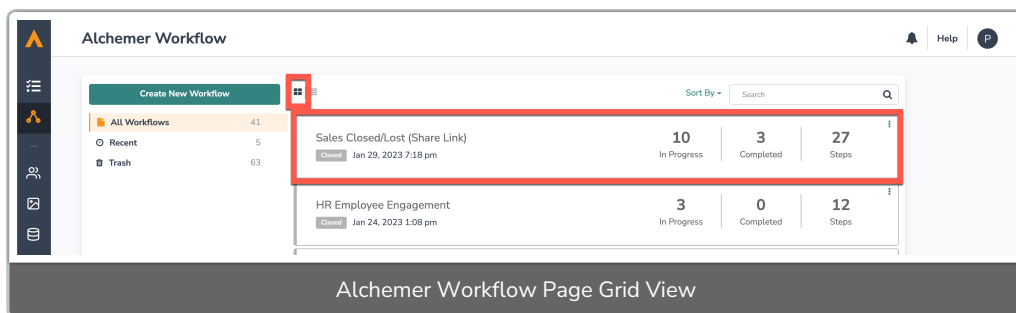 Alchemer Workflow
Help
P
Create New Workflow
Sort By
Search
All Workflows 41
Recent 5
Trash 63
Sales Closed/Lost (Share Link)
Closed Jan 29, 2023 7:18 pm
10 In Progress
3 Completed
27 Steps
HR Employee Engagement
Closed Jan 24, 2023 1:08 pm
3 In Progress
0 Completed
12 Steps
Alchemer Workflow Page Grid View